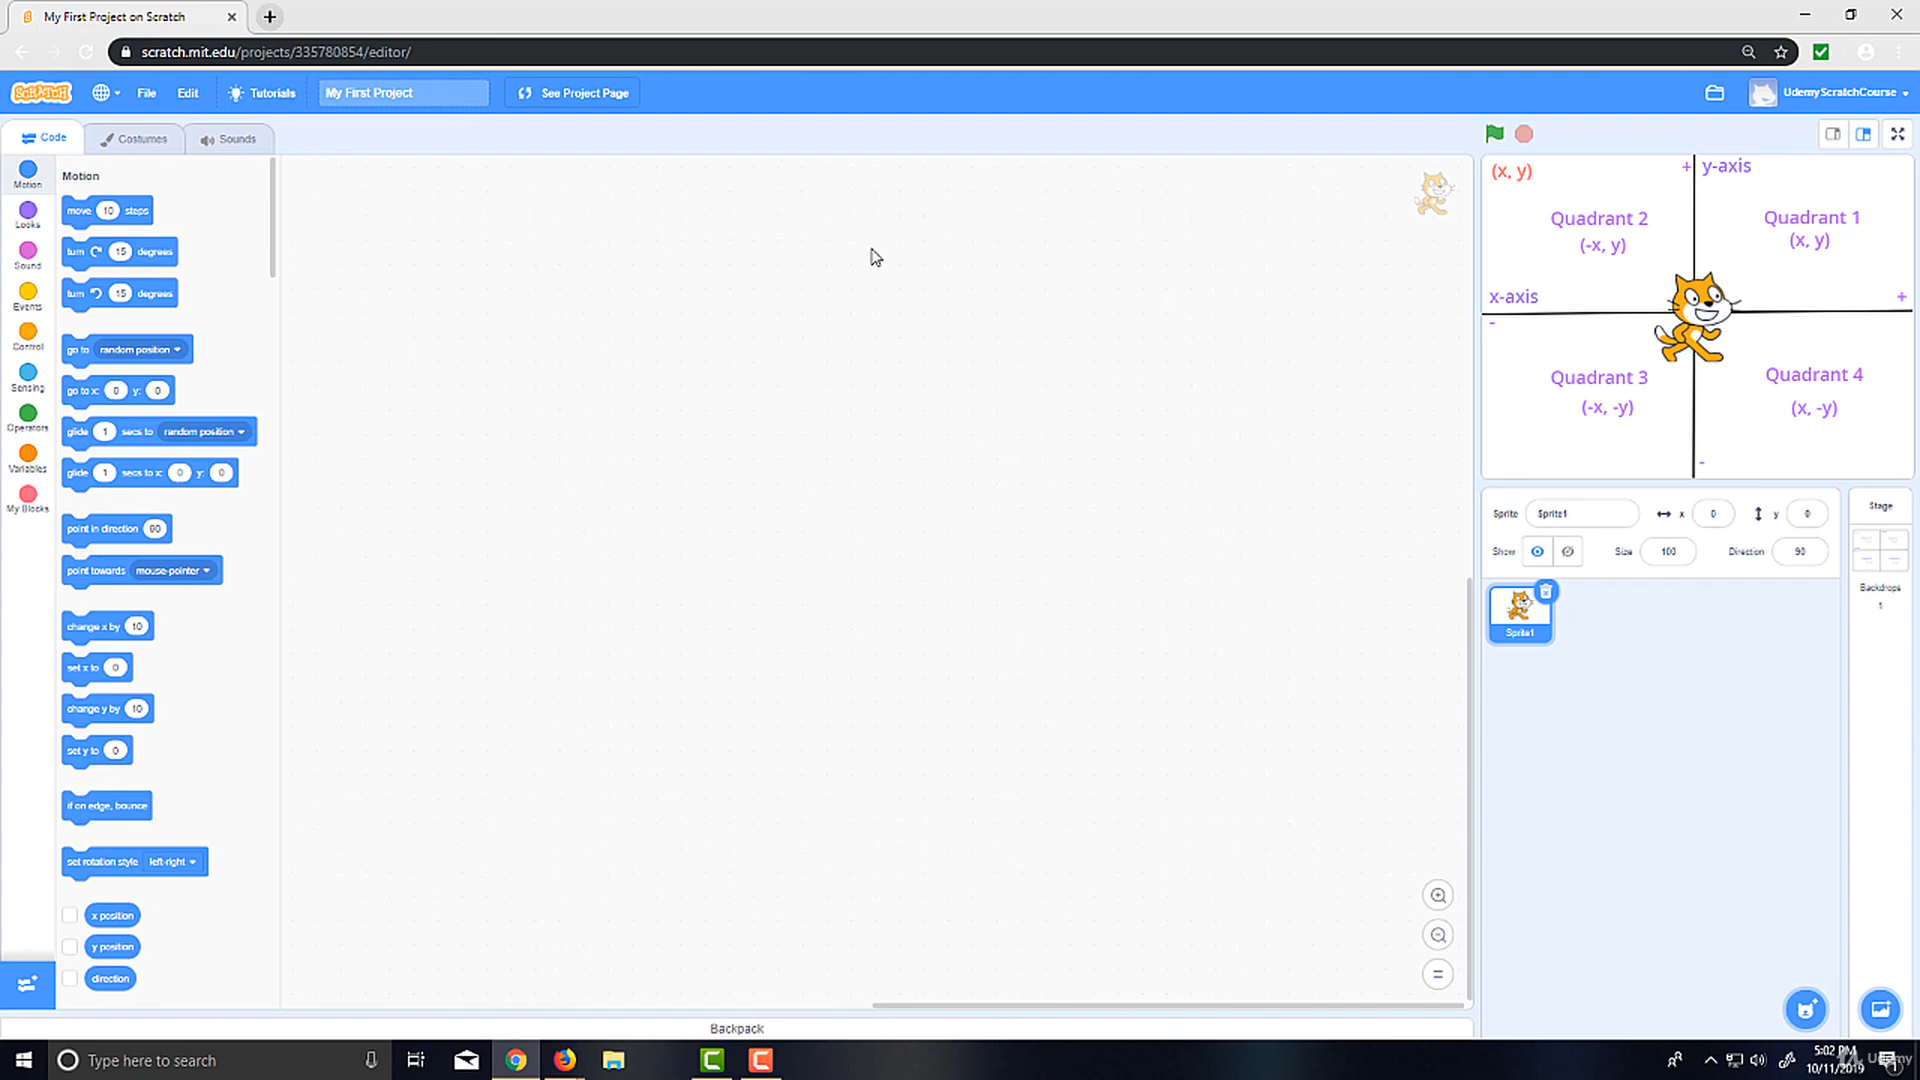 My First Project on Scratch
scratch.mit.edu/projects/335780854/editor/
SCRATCH
File
Edit
Tutorials
My First Project
See Project Page
UdemyScratchCourse
Code
Costumes
Sounds
Motion
Looks
Sound
Events
Control
Sensing
Operators
Variables
My Blocks
Motion
move 10 steps
turn 15 degrees
turn 15 degrees
go to random position
go to x: 0 y: 0
glide 1 secs to random position
glide 1 secs to x: 0 y: 0
point in direction 90
point towards mouse-pointer
change x by 10
set x to 0
change y by 10
set y to 0
if on edge, bounce
set rotation style left-right
x position
y position
direction
(x, y)
+ y-axis
Quadrant 2
(-x, y)
Quadrant 1
(x, y)
x-axis
+
-
Quadrant 3
(-x, -y)
Quadrant 4
(x, -y)
-
Sprite Sprite1 x 0 y 0
Show Size 100 Direction 90
Sprite1
Stage
Backdrops
1
Backpack
Type here to search
5:02 PM
10/11/2019
Udemy